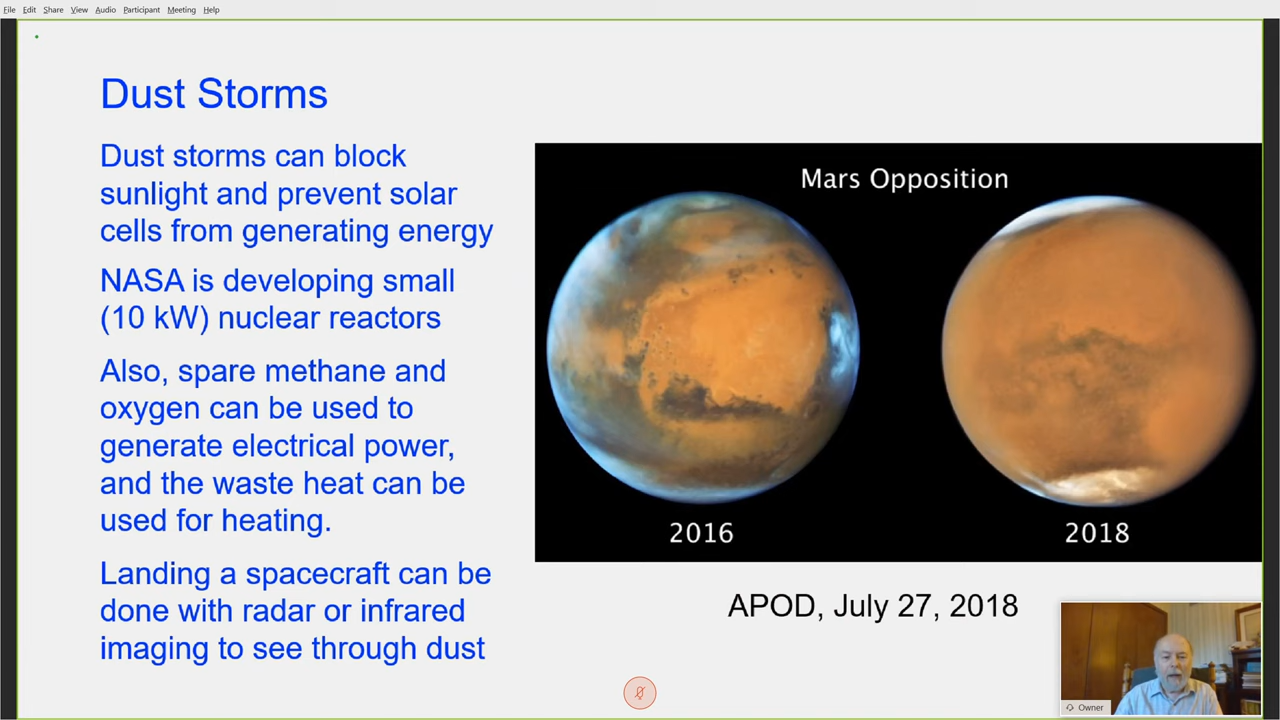 File Edit Share View Audio Participant Meeting Help
Dust Storms
Dust storms can block
sunlight and prevent solar
cells from generating energy
NASA is developing small
(10 kW) nuclear reactors
Also, spare methane and
oxygen can be used to
generate electrical power,
and the waste heat can be
used for heating.
Landing a spacecraft can be
done with radar or infrared
imaging to see through dust
Mars Opposition
2016 2018
APOD, July 27, 2018
Owner